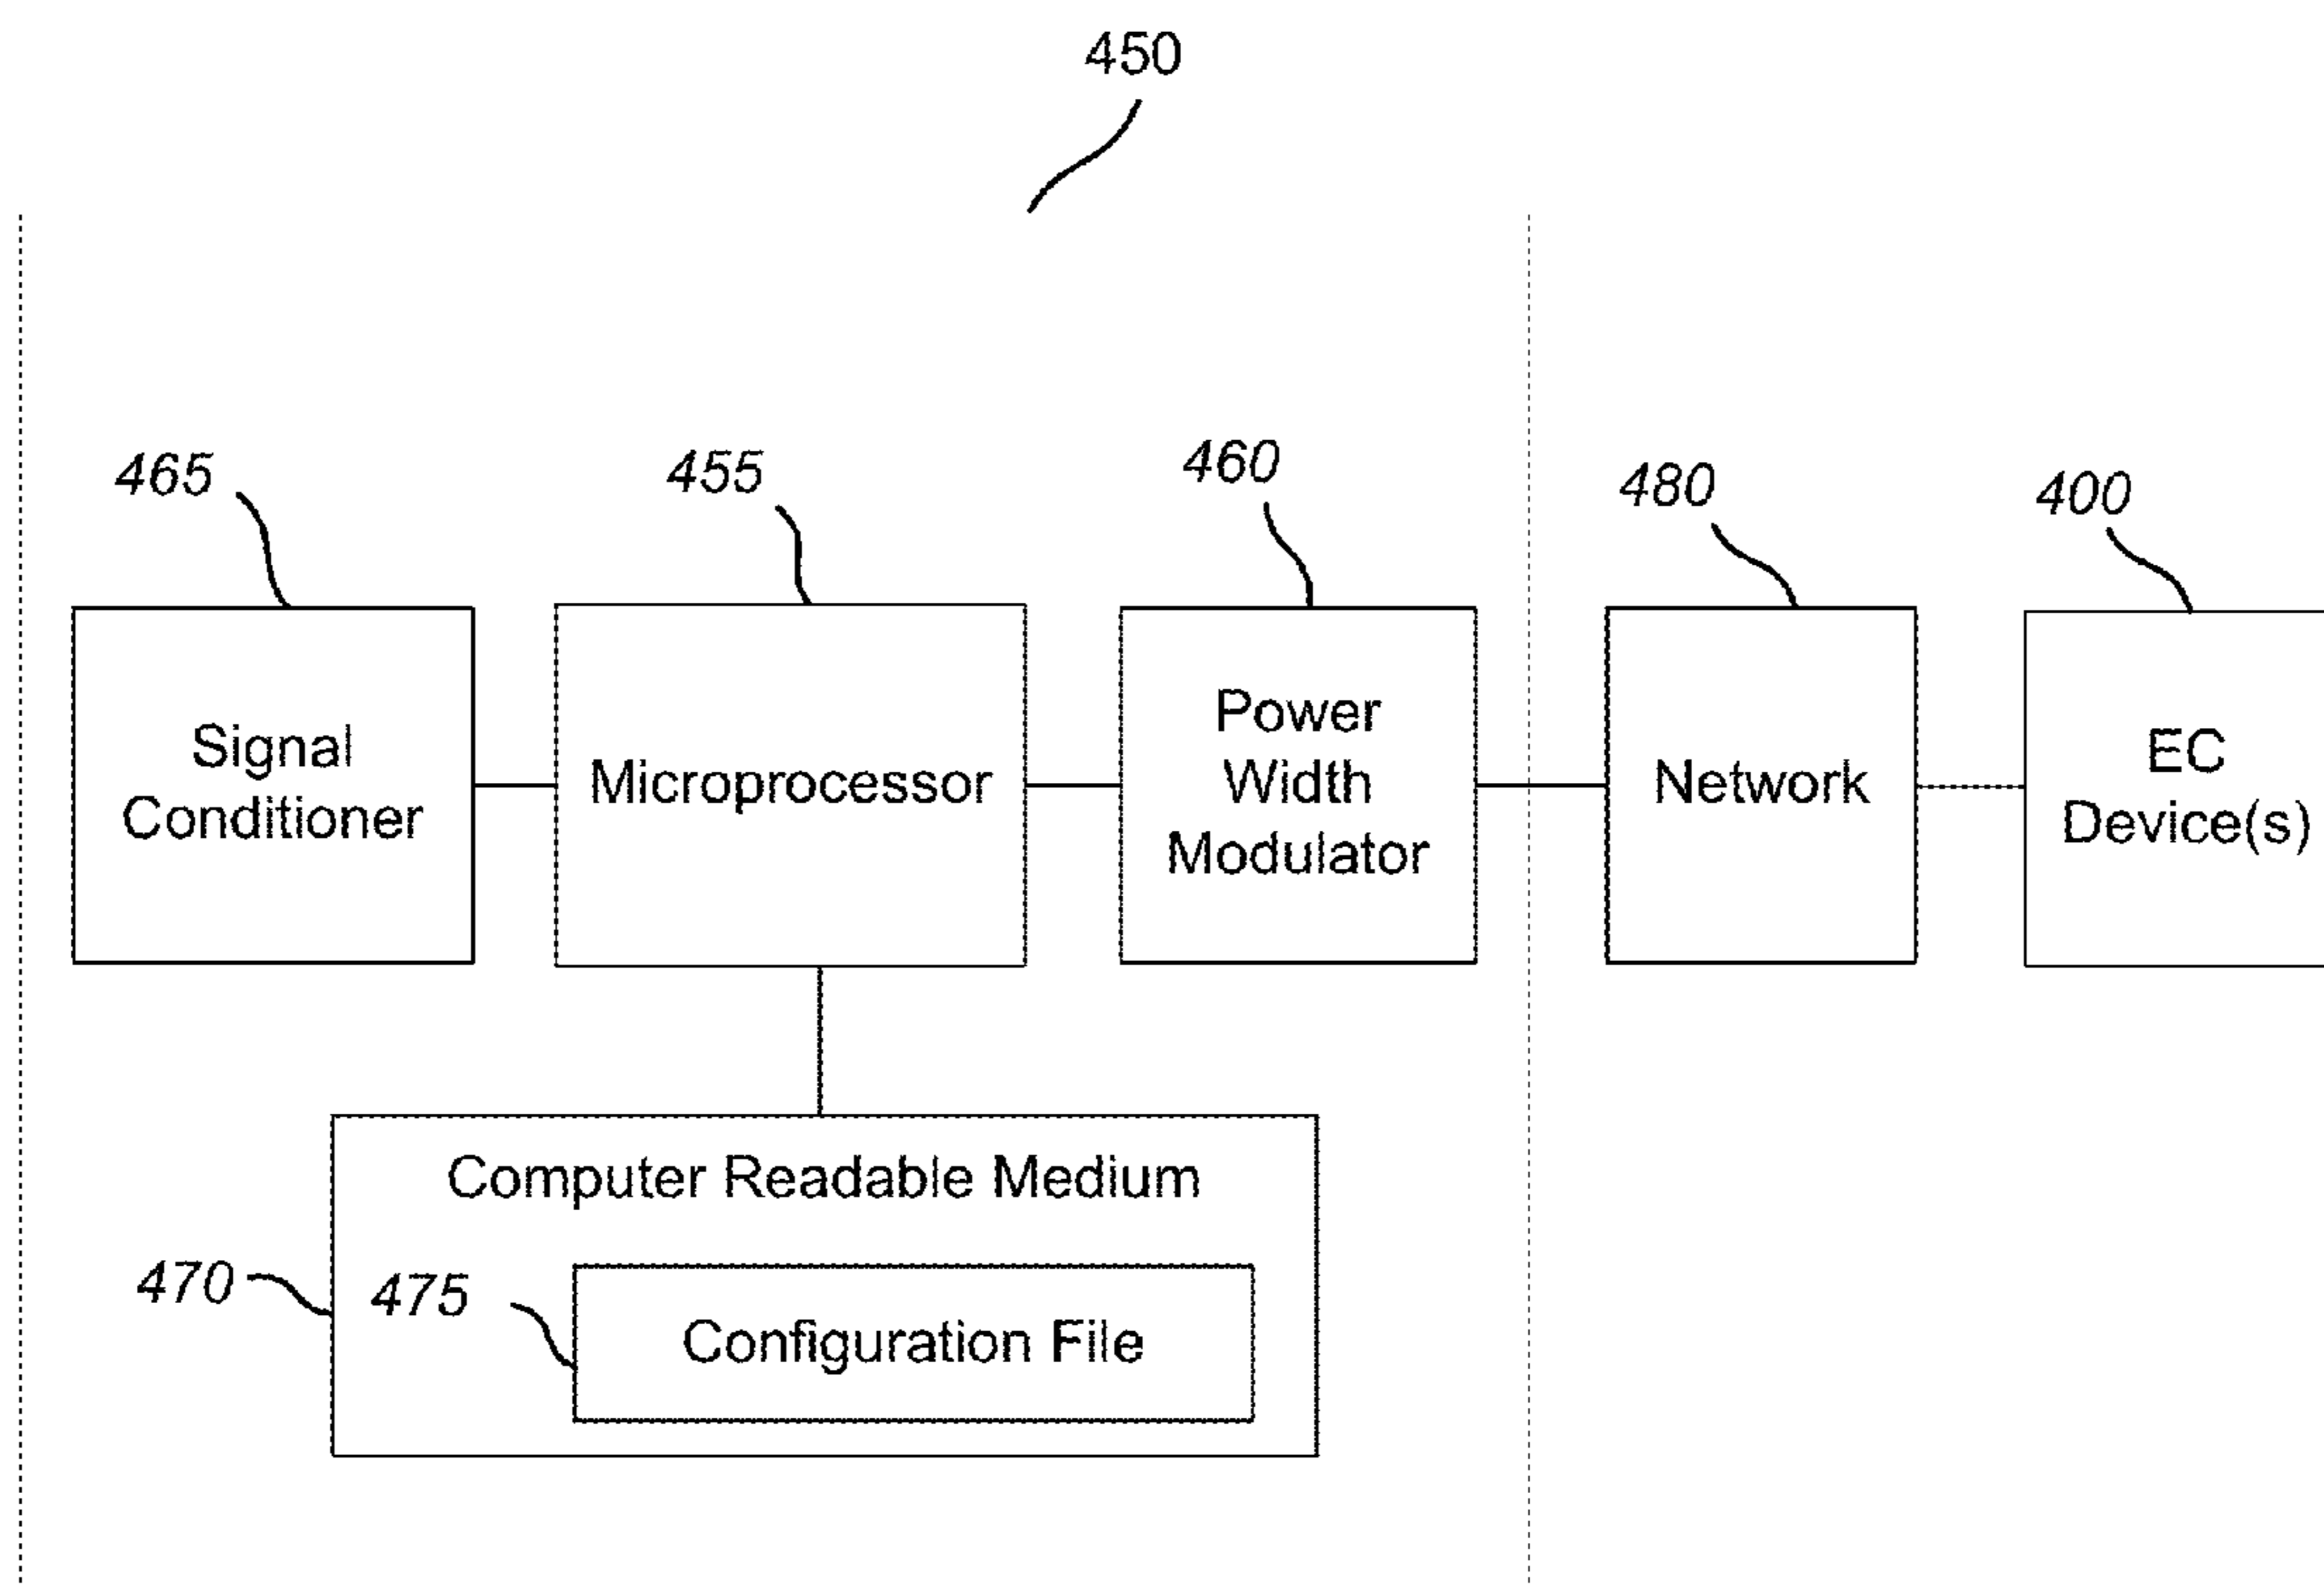 450
465
455
460
480
400
Signal
Conditioner
Microprocessor
Power
Width
Modulator
Network
EC
Device(s)
Computer Readable Medium
470
475
Configuration File